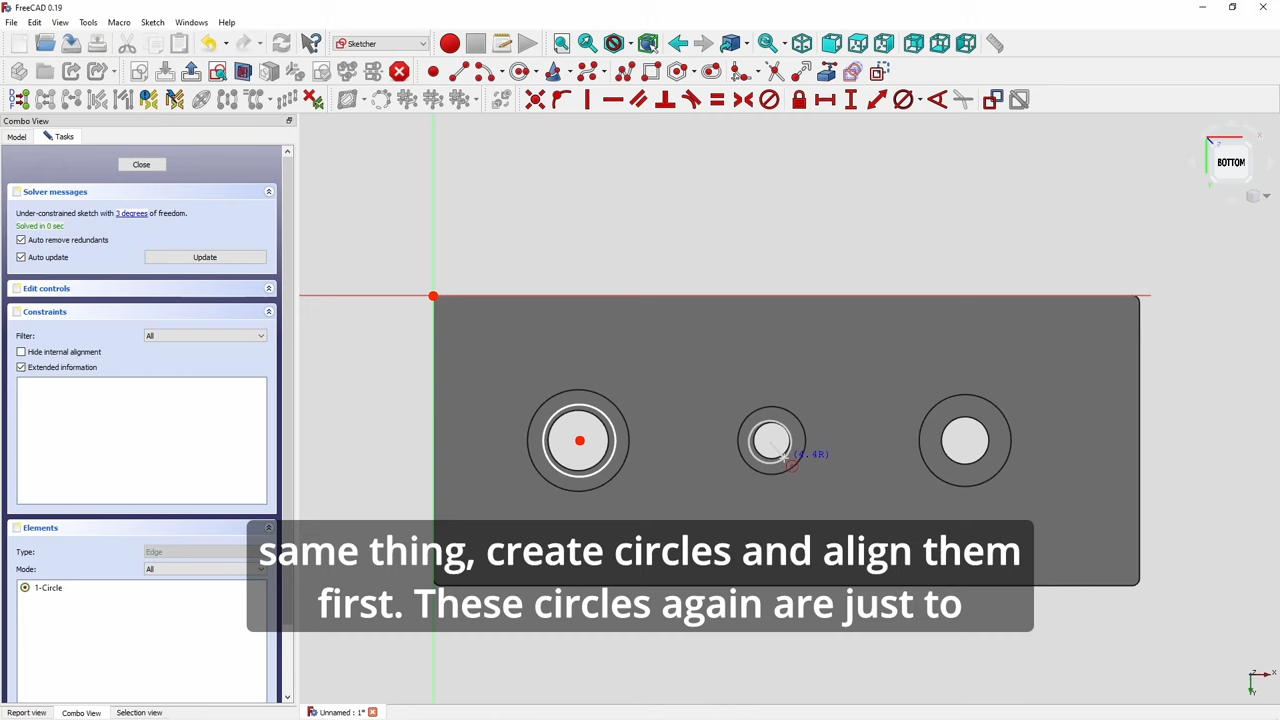 FreeCAD 0.19
File Edit View Tools Macro Sketch Windows Help
Sketcher
Combo View
Model Tasks
Close
Solver messages
Under-constrained sketch with 3 degrees of freedom.
Solved in 0 sec
Auto remove redundants
Auto update
Update
Edit controls
Constraints
Filter:
All
Hide internal alignment
Extended information
Elements
Type:
Edge
Mode:
All
1-Circle
BOTTOM
X
Z
Y
(4.4R)
same thing, create circles and align them
first. These circles again are just to
Z
X
Y
Report view Combo View Selection view
Unnamed : 1*